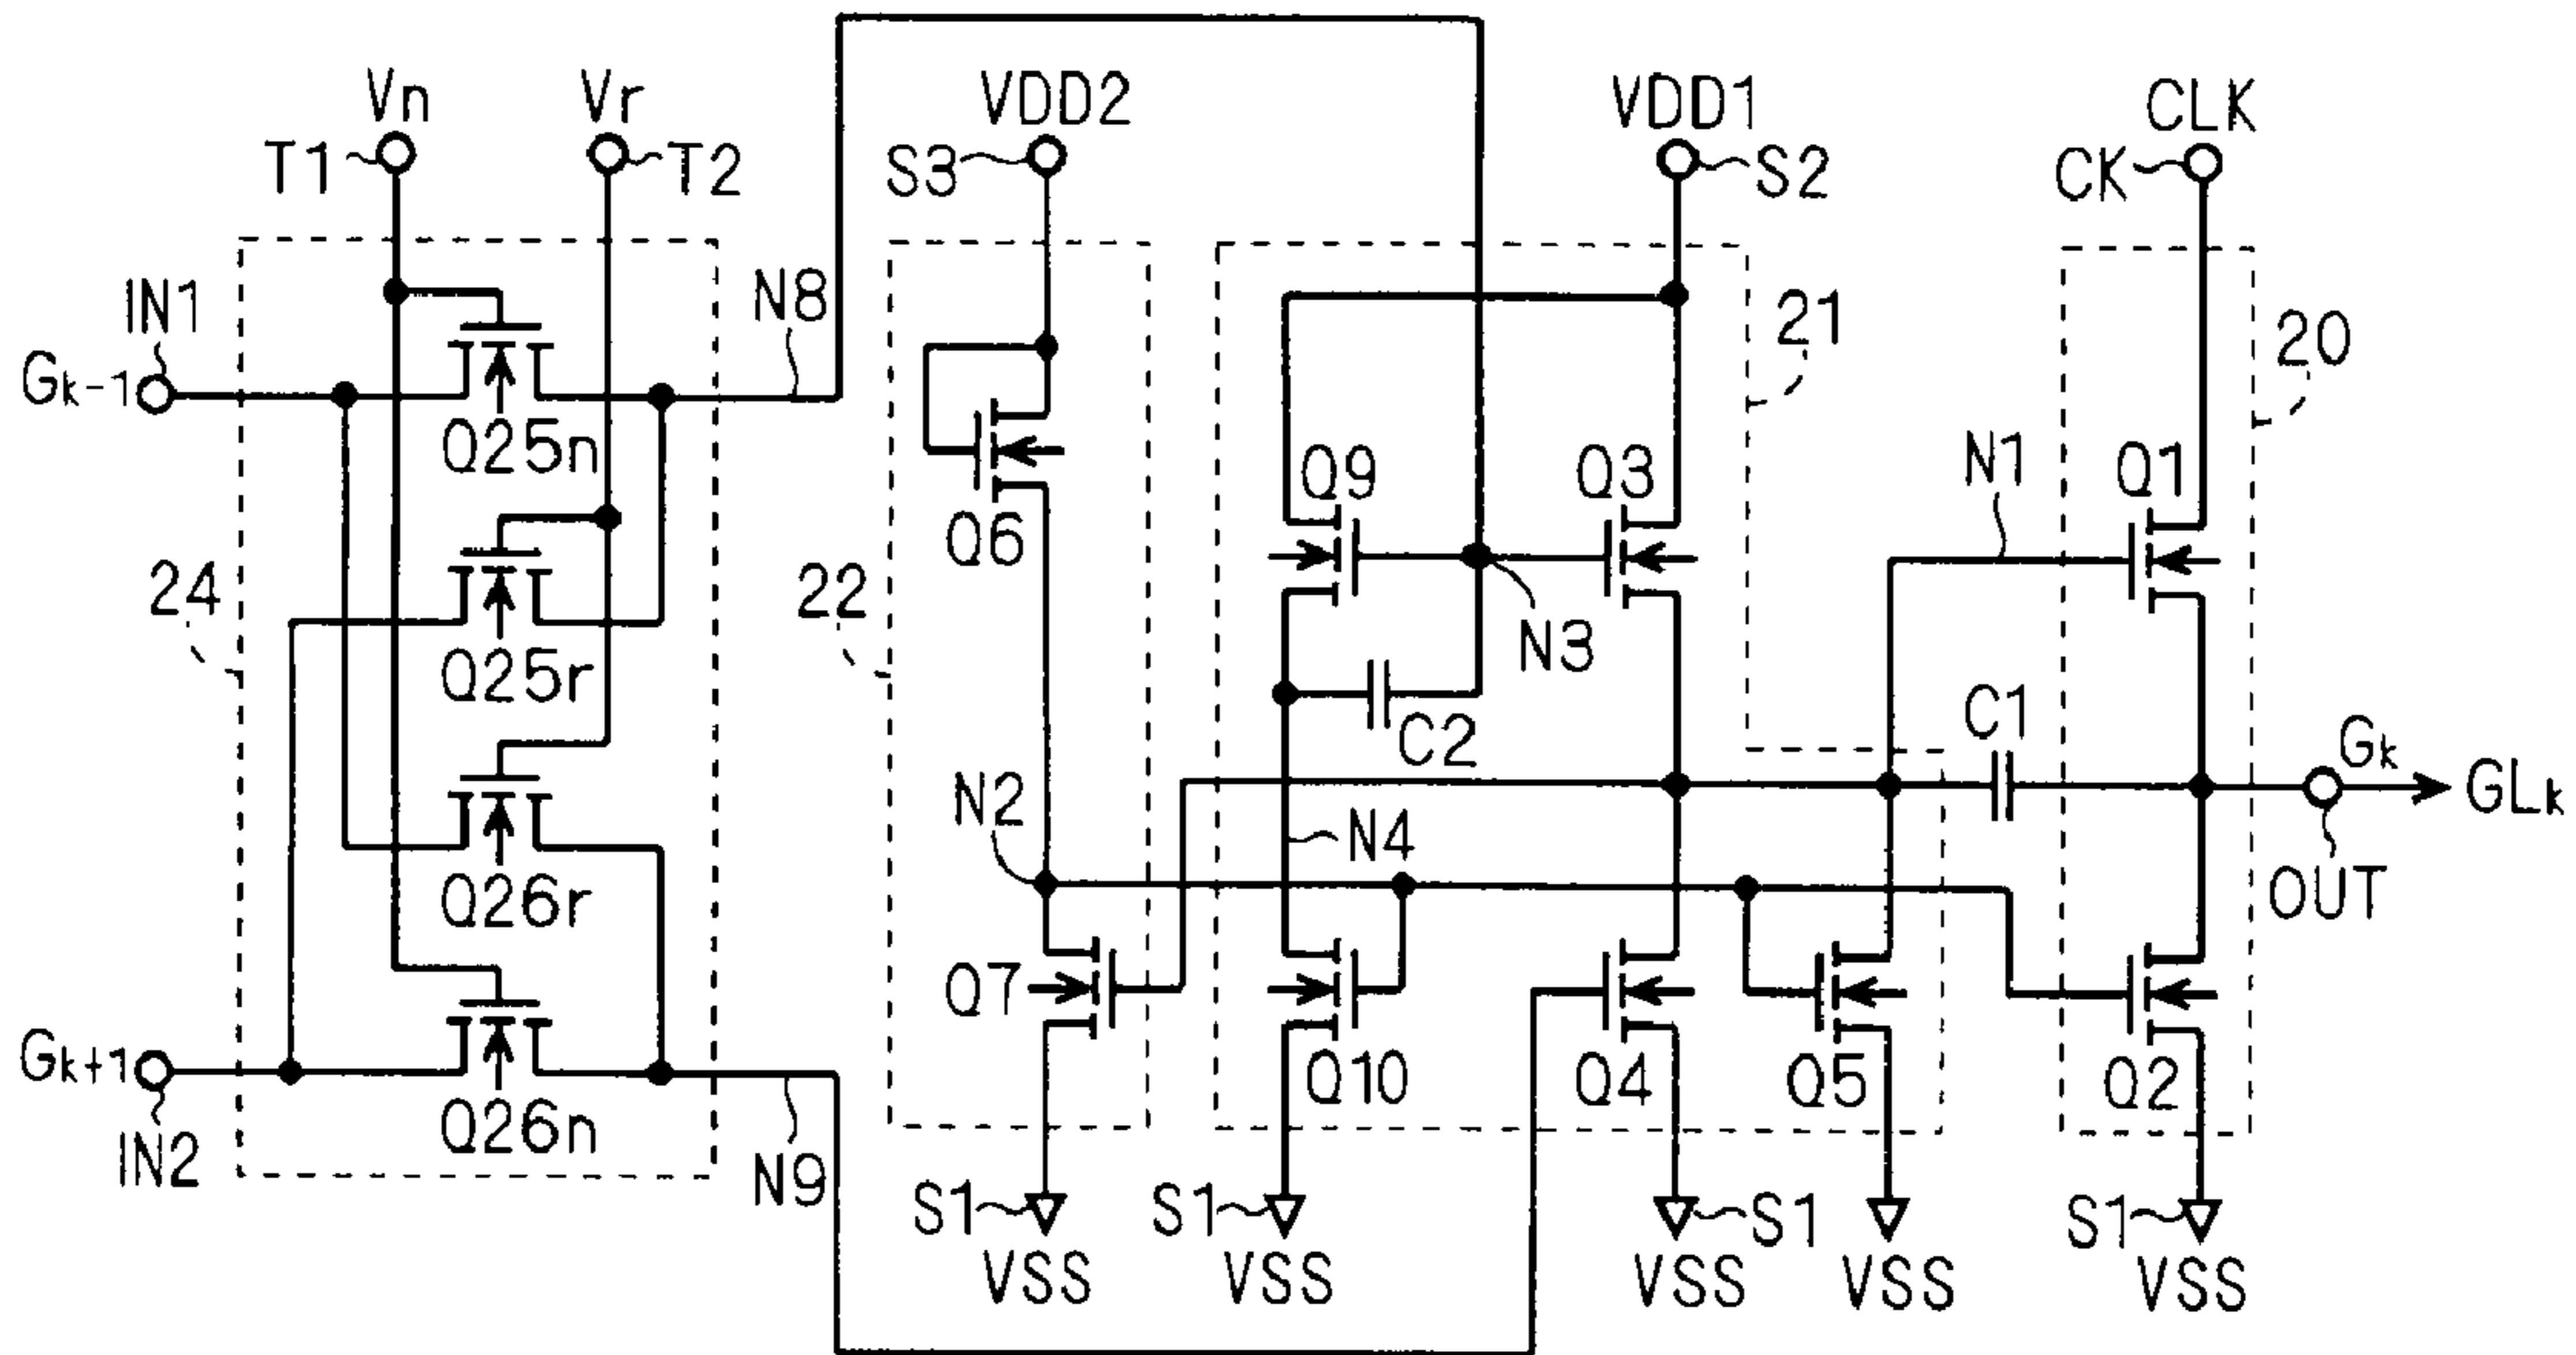 Vn
Vr
VDD2
VDD1
CLK
T1
T2
S3
S2
CK
IN1
N8
21
20
Gk-1
Q25n
Q9
Q3
N1
Q1
Q6
24
22
N3
Q25r
C2
C1
Gk
N2
N4
GLk
Q26r
OUT
Q7
Gk+1
Q10
Q4
Q5
Q2
Q26n
IN2
N9
S1
S1
S1
S1
VSS
VSS
VSS
VSS
VSS